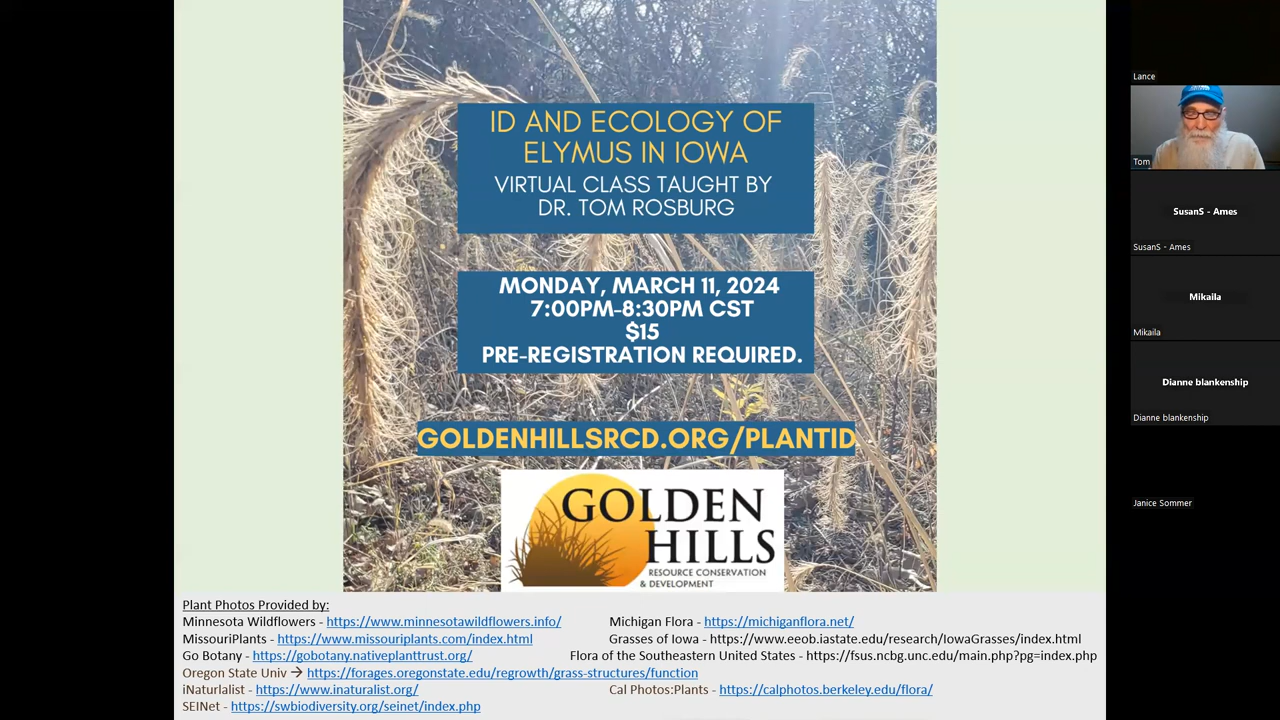 ID AND ECOLOGY OF
ELYMUS IN IOWA
VIRTUAL CLASS TAUGHT BY
DR. TOM ROSBURG
MONDAY, MARCH 11, 2024
7:00PM-8:30PM CST
$15
PRE-REGISTRATION REQUIRED.
GOLDENHILLSRCD.ORG/PLANTID
GOLDEN
HILLS
RESOURCE CONSERVATION
& DEVELOPMENT
Plant Photos Provided by:
Minnesota Wildflowers - https://www.minnesotawildflowers.info/ Michigan Flora - https://michiganflora.net/
MissouriPlants - https://www.missouriplants.com/index.html Grasses of Iowa - https://www.eeob.iastate.edu/research/IowaGrasses/index.html
Go Botany - https://gobotany.nativeplanttrust.org/ Flora of the Southeastern United States - https://fsus.ncbg.unc.edu/main.php?pg=index.php
Oregon State Univ → https://forages.oregonstate.edu/regrowth/grass-structures/function
iNaturlalist - https://www.inaturalist.org/ Cal Photos:Plants - https://calphotos.berkeley.edu/flora/
SEINet - https://swbiodiversity.org/seinet/index.php
Lance
Tom
SusanS - Ames
SusanS - Ames
Mikaila
Mikaila
Dianne blankenship
Dianne blankenship
Janice Sommer